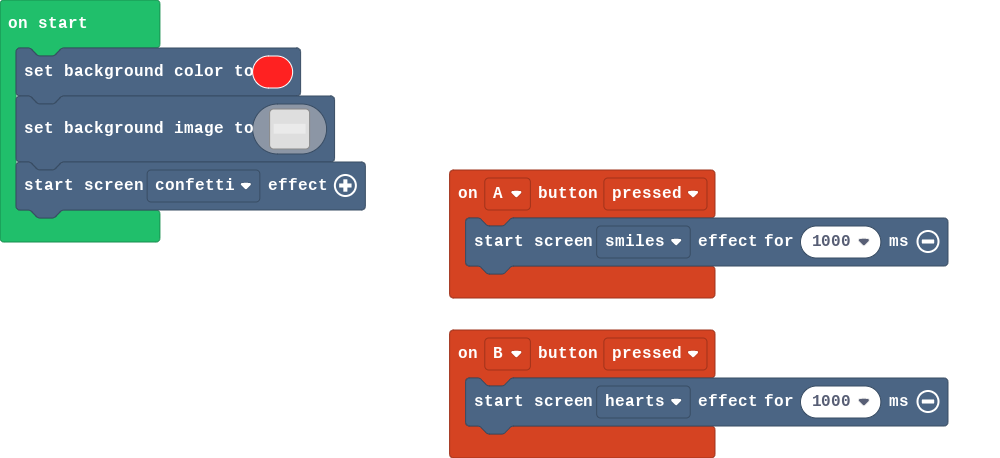 on start
set background color to
set background image to
start screen confetti effect
on A button pressed
start screen smiles effect for 1000 ms
on B button pressed
start screen hearts effect for 1000 ms